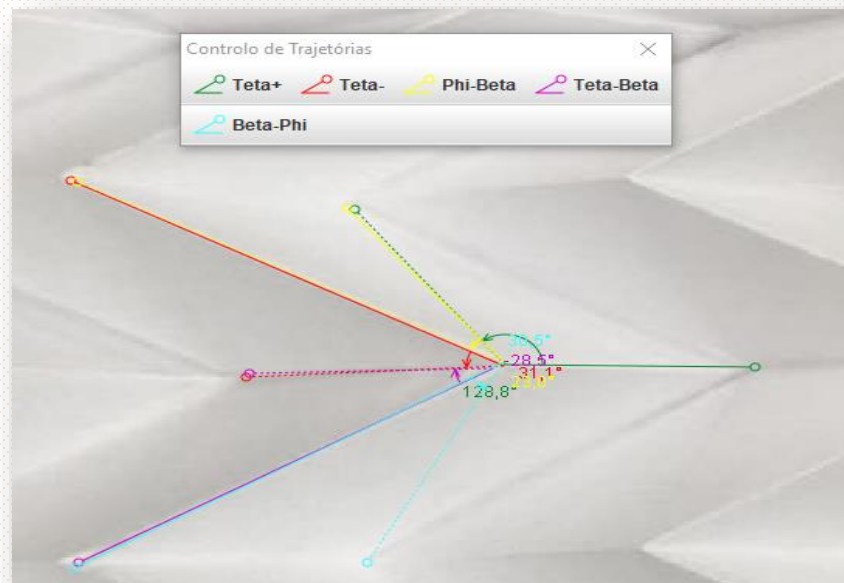 Controlo de Trajetórias
Teta+ Teta- Phi-Beta Teta-Beta
Beta-Phi
-28,5°
31,1°
128,8°